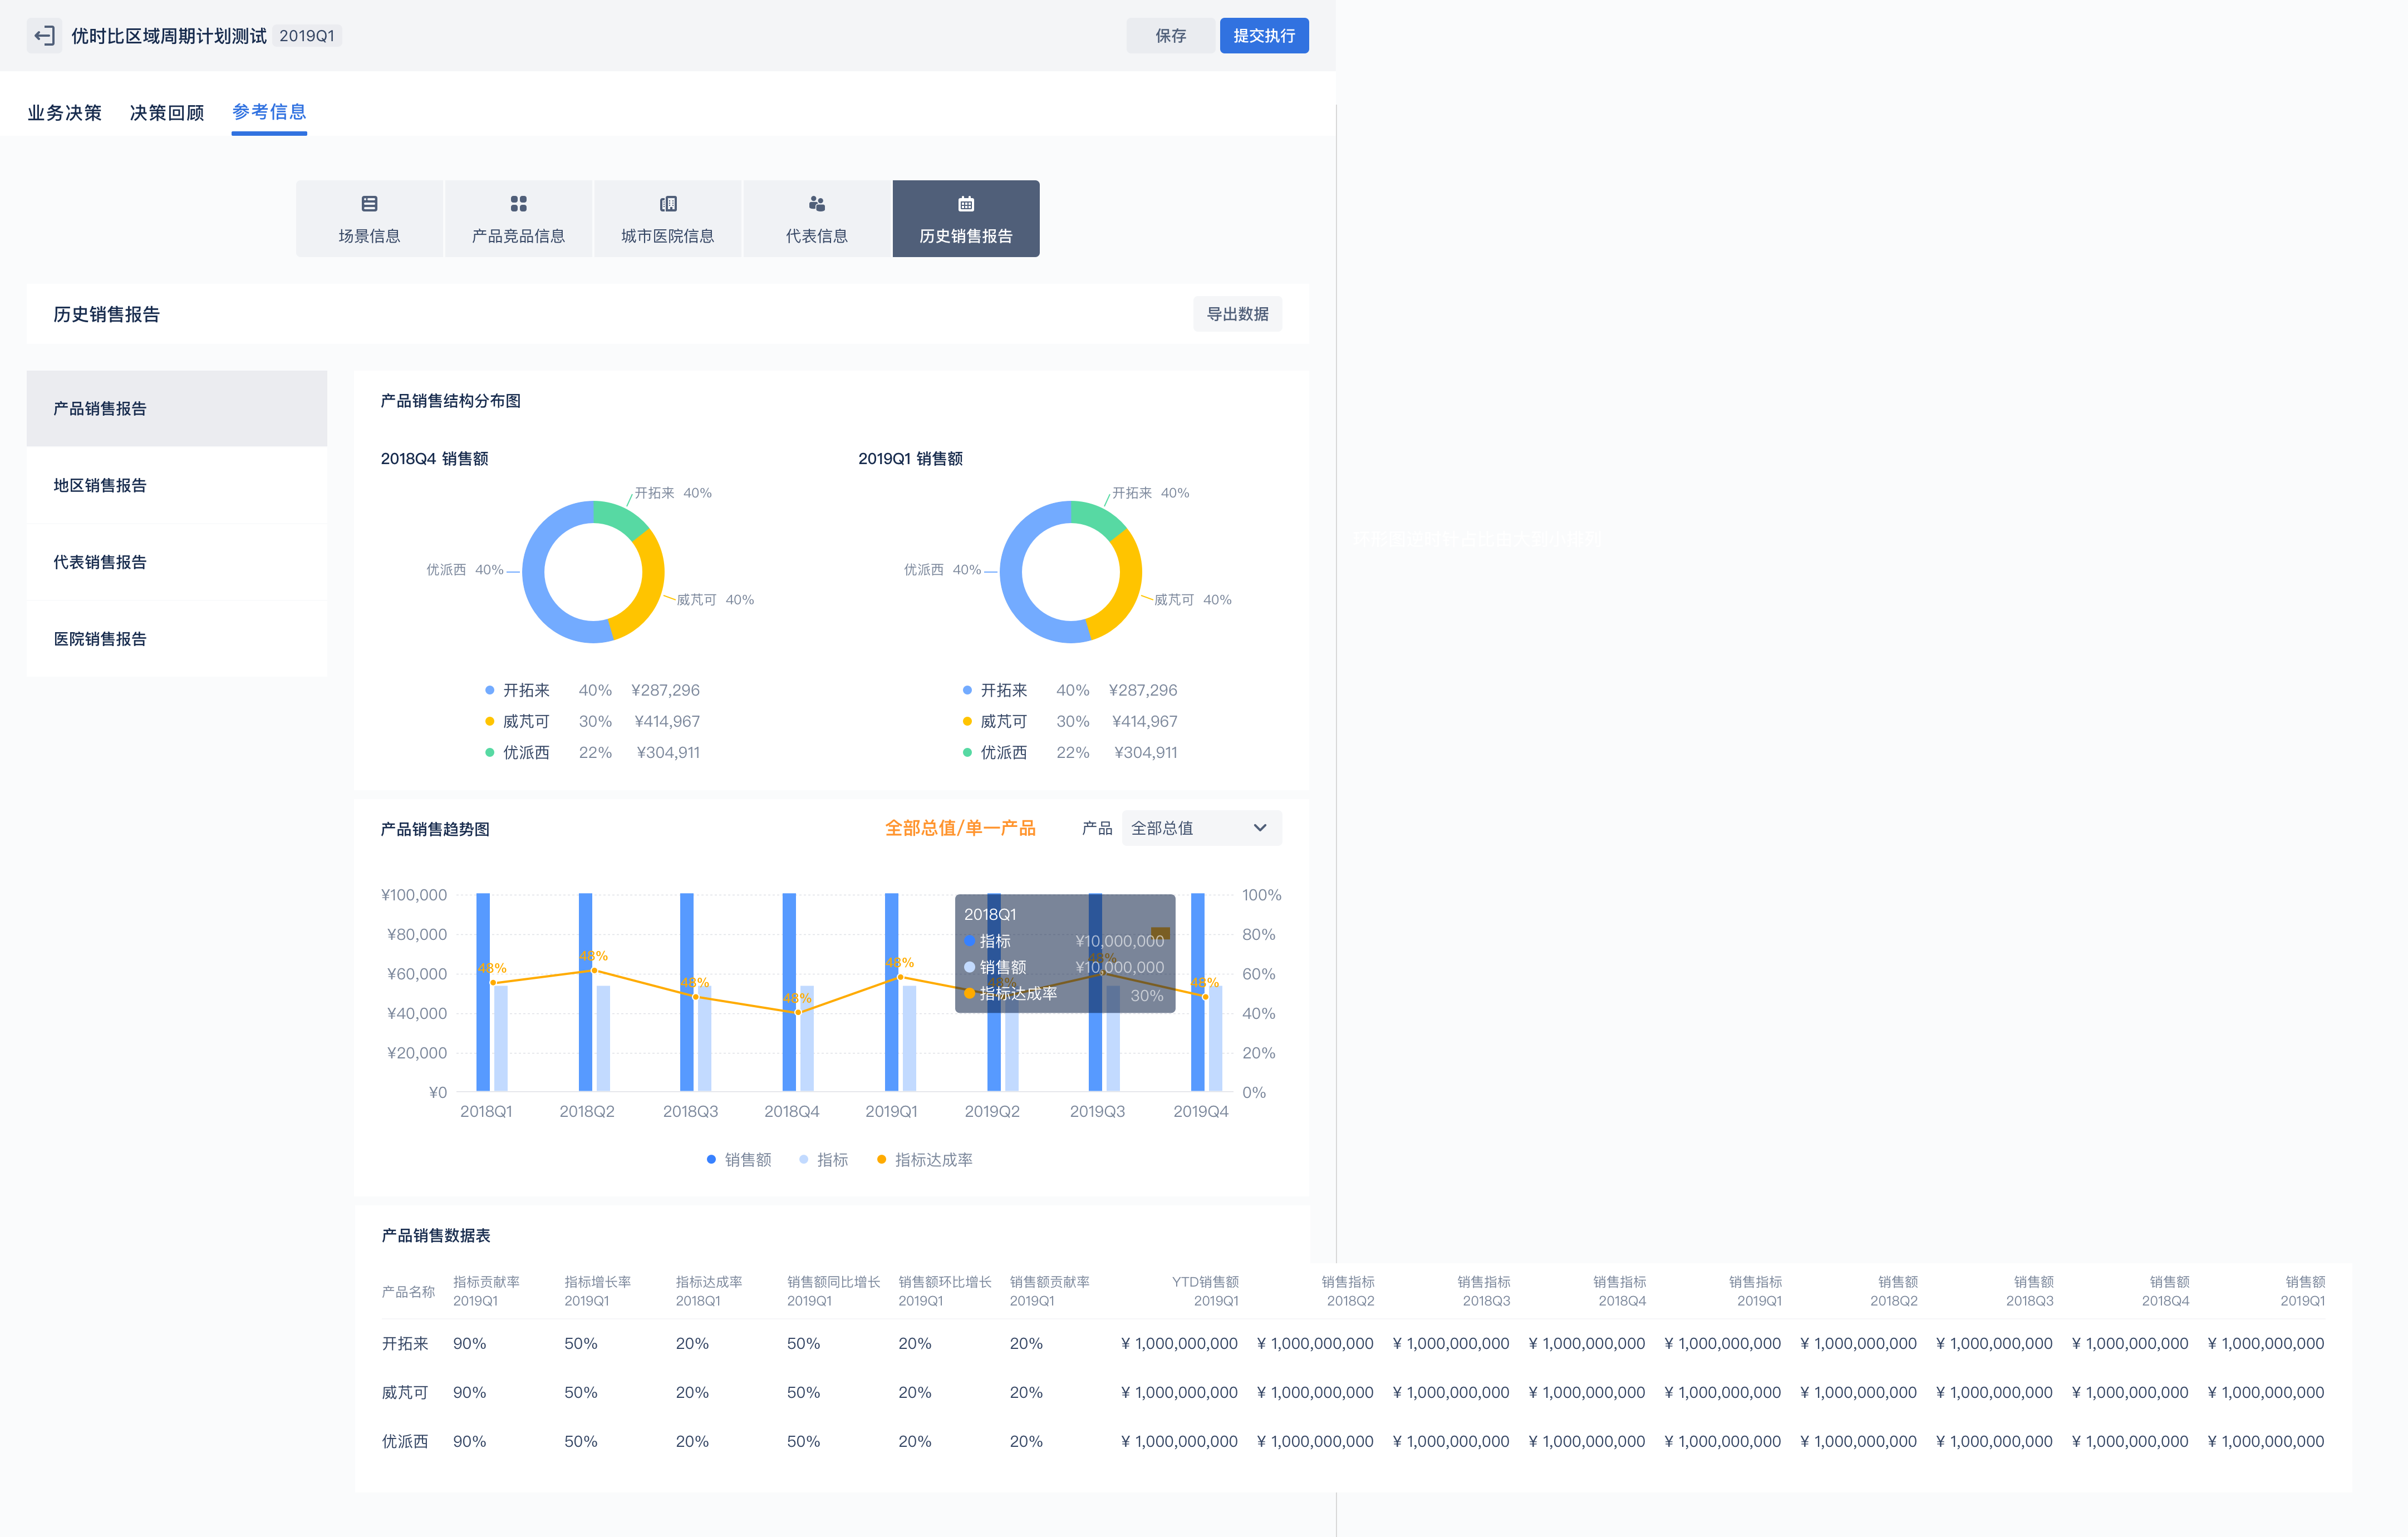 优时比区域周期计划测试 2019Q1
保存 提交执行
业务决策 决策回顾 参考信息
场景信息 产品竞品信息 城市医院信息 代表信息 历史销售报告
历史销售报告 导出数据
产品销售报告
地区销售报告
代表销售报告
医院销售报告
产品销售结构分布图
2018Q4 销售额
开拓来 40%
优派西 40%
威芃可 40%
开拓来 40% ¥287,296
威芃可 30% ¥414,967
优派西 22% ¥304,911
2019Q1 销售额
开拓来 40%
优派西 40%
威芃可 40%
开拓来 40% ¥287,296
威芃可 30% ¥414,967
优派西 22% ¥304,911
产品销售趋势图 全部总值/单一产品 产品 全部总值
¥100,000 100%
¥80,000 80%
¥60,000 60%
¥40,000 40%
¥20,000 20%
¥0 0%
48% 48% 48% 48% 48% 48% 48% 48%
2018Q1
指标 ¥10,000,000
销售额 ¥10,000,000
指标达成率 30%
2018Q1 2018Q2 2018Q3 2018Q4 2019Q1 2019Q2 2019Q3 2019Q4
销售额 指标 指标达成率
产品销售数据表
产品名称 指标贡献率 指标增长率 指标达成率 销售额同比增长 销售额环比增长 销售额贡献率 YTD销售额 销售指标 销售指标 销售指标 销售指标 销售额 销售额 销售额 销售额
2019Q1 2019Q1 2018Q1 2019Q1 2019Q1 2019Q1 2019Q1 2018Q2 2018Q3 2018Q4 2019Q1 2018Q2 2018Q3 2018Q4 2019Q1
开拓来 90% 50% 20% 50% 20% 20% ¥ 1,000,000,000 ¥ 1,000,000,000 ¥ 1,000,000,000 ¥ 1,000,000,000 ¥ 1,000,000,000 ¥ 1,000,000,000 ¥ 1,000,000,000 ¥ 1,000,000,000 ¥ 1,000,000,000
威芃可 90% 50% 20% 50% 20% 20% ¥ 1,000,000,000 ¥ 1,000,000,000 ¥ 1,000,000,000 ¥ 1,000,000,000 ¥ 1,000,000,000 ¥ 1,000,000,000 ¥ 1,000,000,000 ¥ 1,000,000,000 ¥ 1,000,000,000
优派西 90% 50% 20% 50% 20% 20% ¥ 1,000,000,000 ¥ 1,000,000,000 ¥ 1,000,000,000 ¥ 1,000,000,000 ¥ 1,000,000,000 ¥ 1,000,000,000 ¥ 1,000,000,000 ¥ 1,000,000,000 ¥ 1,000,000,000